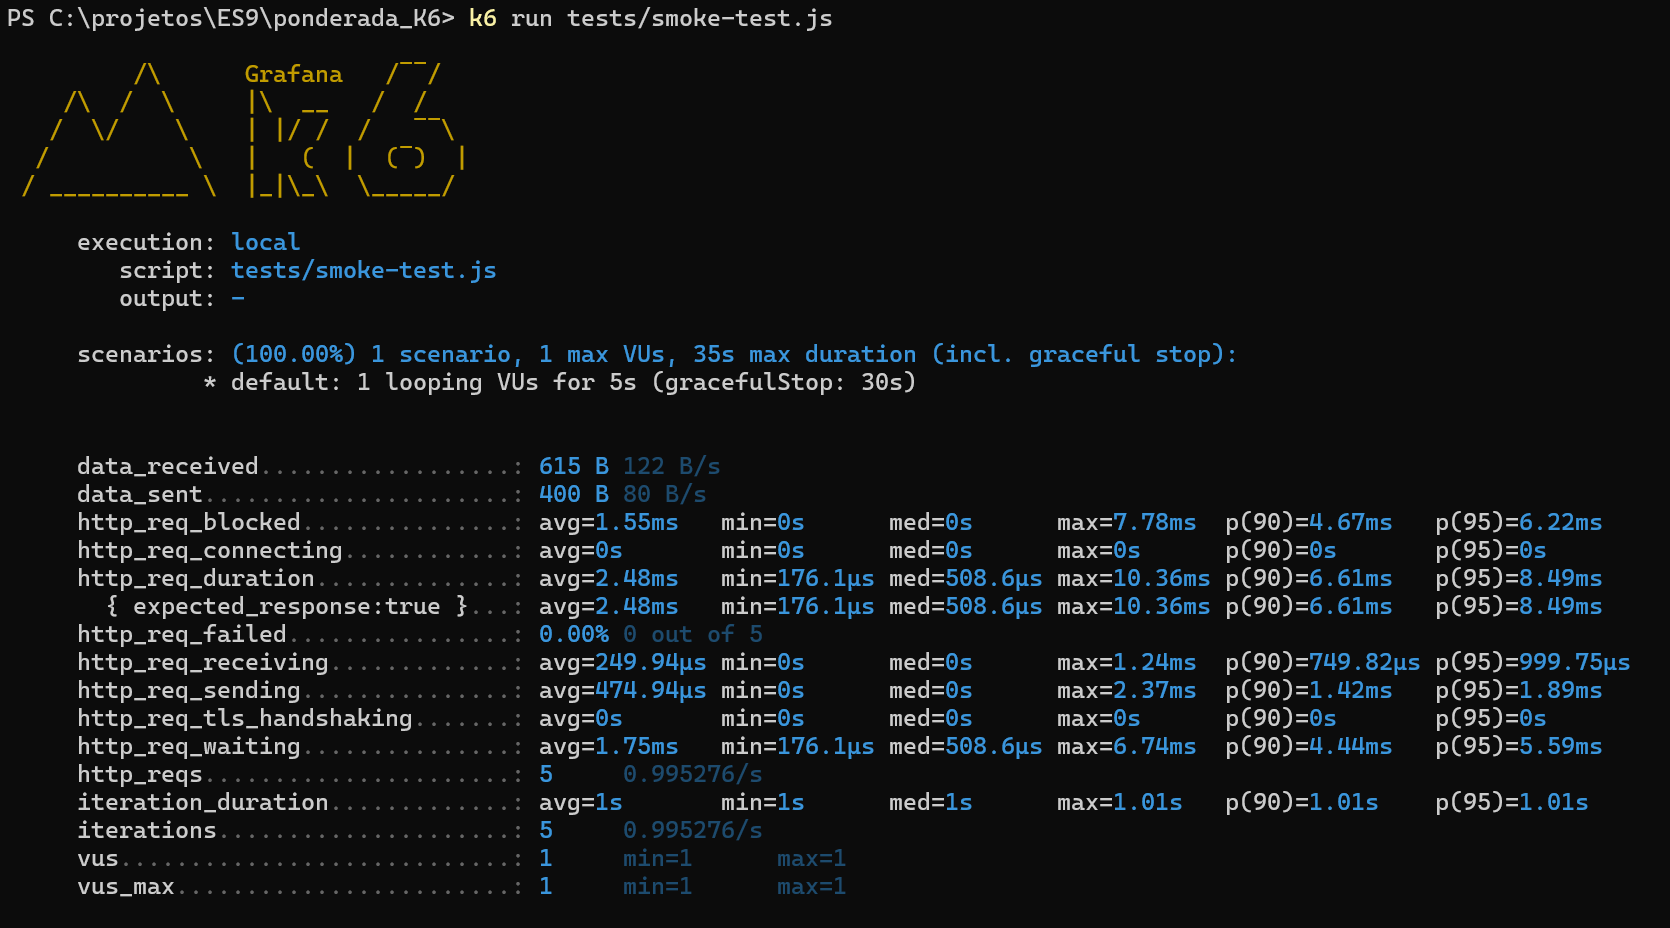 PS C:\projetos\ES9\ponderada_K6> k6 run tests/smoke-test.js
Grafana
execution: local
script: tests/smoke-test.js
output: -
scenarios: (100.00%) 1 scenario, 1 max VUs, 35s max duration (incl. graceful stop):
* default: 1 looping VUs for 5s (gracefulStop: 30s)
data_received..................: 615 B 122 B/s
data_sent......................: 400 B 80 B/s
http_req_blocked...............: avg=1.55ms   min=0s      med=0s      max=7.78ms  p(90)=4.67ms   p(95)=6.22ms
http_req_connecting............: avg=0s       min=0s      med=0s      max=0s      p(90)=0s       p(95)=0s
http_req_duration..............: avg=2.48ms   min=176.1µs med=508.6µs max=10.36ms p(90)=6.61ms   p(95)=8.49ms
{ expected_response:true }...: avg=2.48ms   min=176.1µs med=508.6µs max=10.36ms p(90)=6.61ms   p(95)=8.49ms
http_req_failed................: 0.00% 0 out of 5
http_req_receiving.............: avg=249.94µs min=0s      med=0s      max=1.24ms  p(90)=749.82µs p(95)=999.75µs
http_req_sending...............: avg=474.94µs min=0s      med=0s      max=2.37ms  p(90)=1.42ms   p(95)=1.89ms
http_req_tls_handshaking.......: avg=0s       min=0s      med=0s      max=0s      p(90)=0s       p(95)=0s
http_req_waiting...............: avg=1.75ms   min=176.1µs med=508.6µs max=6.74ms  p(90)=4.44ms   p(95)=5.59ms
http_reqs......................: 5     0.995276/s
iteration_duration.............: avg=1s       min=1s      med=1s      max=1.01s   p(90)=1.01s    p(95)=1.01s
iterations.....................: 5     0.995276/s
vus............................: 1     min=1      max=1
vus_max........................: 1     min=1      max=1